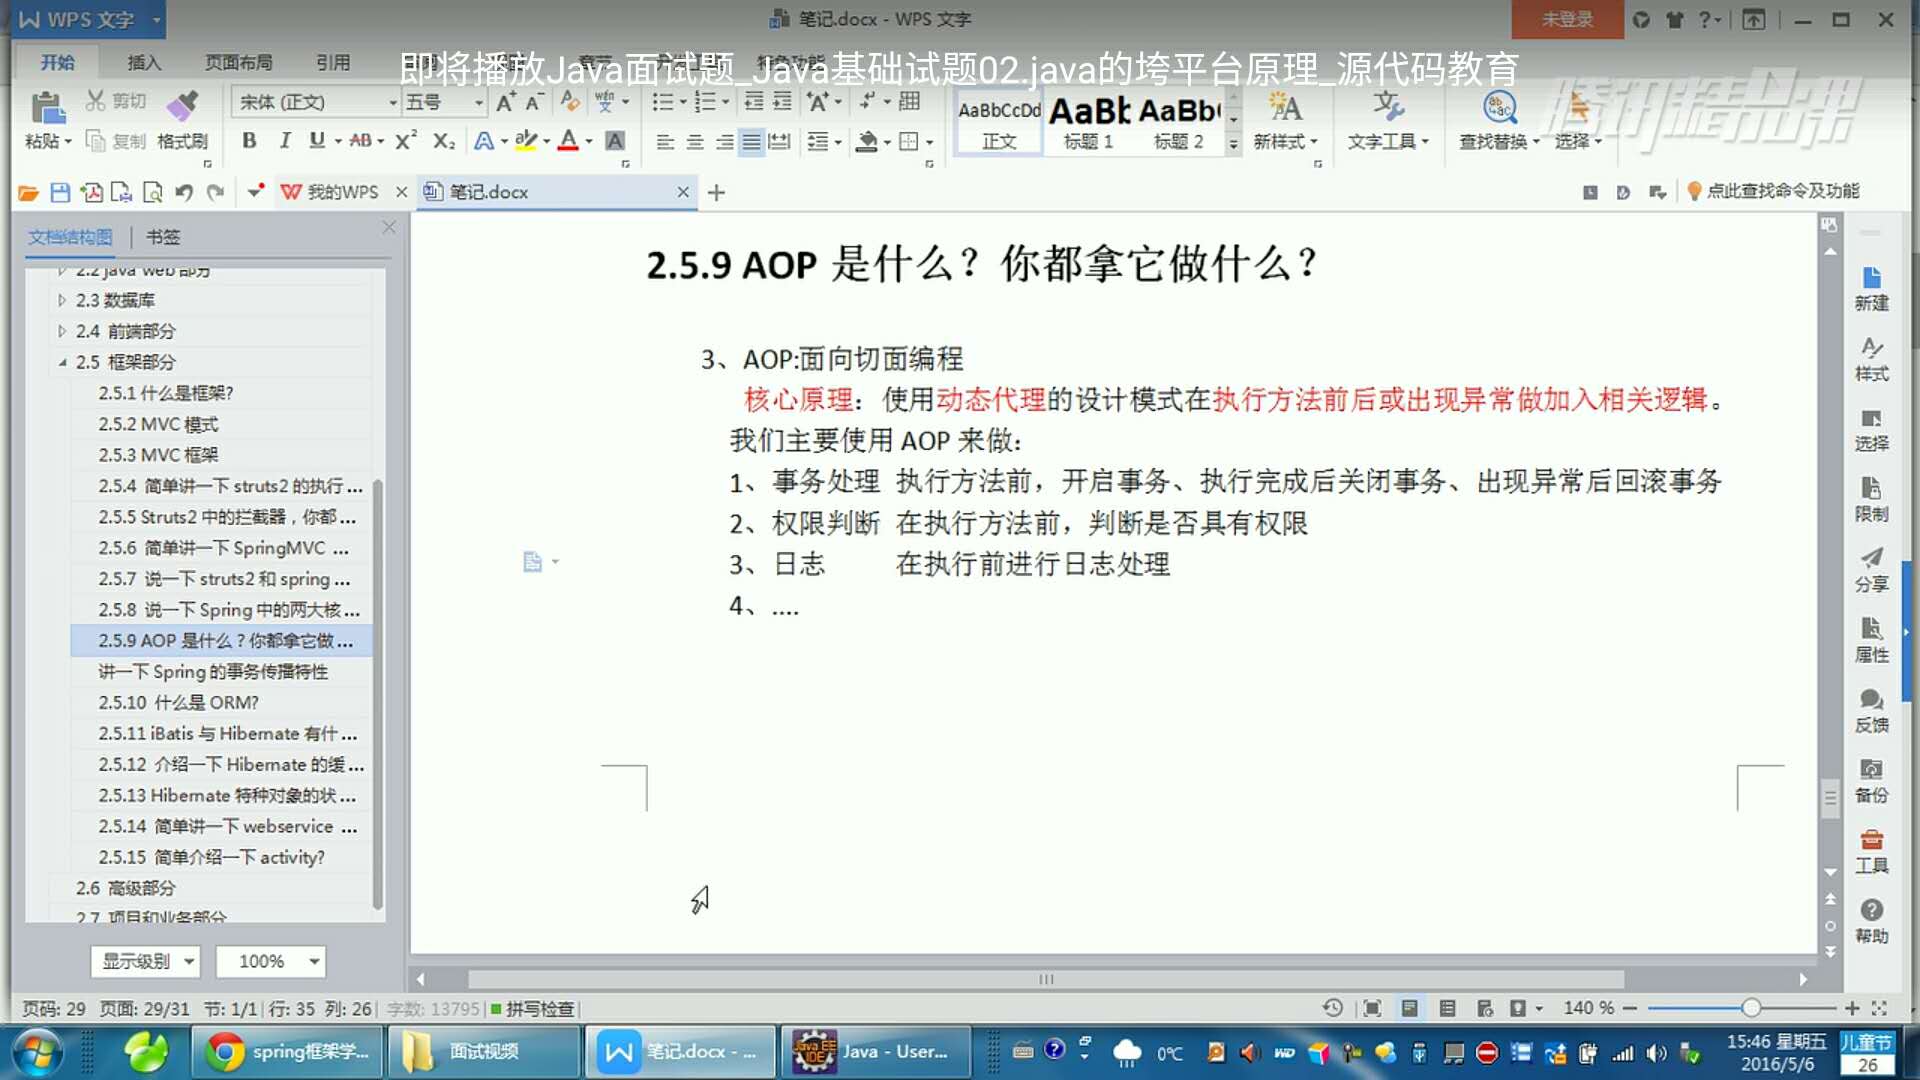 WPS 文字
笔记.docx - WPS 文字
未登录
开始
插入
页面布局
引用
即将播放Java面试题_Java基础试题02.java的垮平台原理_源代码教育
腾讯精品课
剪切
粘贴
复制
格式刷
宋体 (正文)
五号
AaBbCcDd
正文
AaBb
标题 1
AaBb(
标题 2
新样式
文字工具
查找替换
选择
我的WPS
笔记.docx
点此查找命令及功能
文档结构图
书签
2.2 java web部分
2.3 数据库
2.4 前端部分
2.5 框架部分
2.5.1 什么是框架?
2.5.2 MVC 模式
2.5.3 MVC 框架
2.5.4 简单讲一下 struts2 的执行 ...
2.5.5 Struts2 中的拦截器，你都 ...
2.5.6 简单讲一下 SpringMVC ...
2.5.7 说一下 struts2 和 spring ...
2.5.8 说一下 Spring 中的两大核 ...
2.5.9 AOP 是什么？你都拿它做 ...
讲一下 Spring 的事务传播特性
2.5.10 什么是 ORM?
2.5.11 iBatis 与 Hibernate 有什 ...
2.5.12 介绍一下 Hibernate 的缓 ...
2.5.13 Hibernate 特种对象的状 ...
2.5.14 简单讲一下 webservice ...
2.5.15 简单介绍一下 activity?
2.6 高级部分
2.7 项目和业务部分
显示级别
100%
2.5.9 AOP 是什么？你都拿它做什么？
3、AOP:面向切面编程
核心原理：使用动态代理的设计模式在执行方法前后或出现异常做加入相关逻辑。
我们主要使用 AOP 来做：
1、事务处理 执行方法前，开启事务、执行完成后关闭事务、出现异常后回滚事务
2、权限判断 在执行方法前，判断是否具有权限
3、日志 在执行前进行日志处理
4、....
新建
样式
选择
限制
分享
属性
反馈
备份
工具
帮助
页码: 29 页面: 29/31 节: 1/1 行: 35 列: 26 字数: 13795 拼写检查
140 %
spring框架学...
面试视频
笔记.docx - ...
Java - User...
0℃
15:46 星期五
2016/5/6
儿童节
26